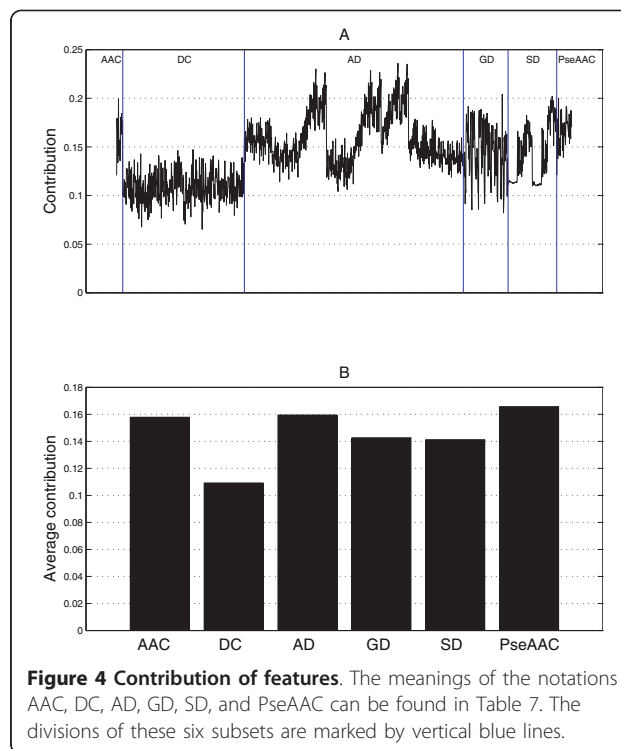 A
0.25
0.2
0.15
0.1
0.05
0
Contribution
AAC DC AD GD SD PseAAC
B
0.18
0.16
0.14
0.12
0.1
0.08
0.06
0.04
0.02
0
Average contribution
AAC DC AD GD SD PseAAC
Figure 4 Contribution of features. The meanings of the notations
AAC, DC, AD, GD, SD, and PseAAC can be found in Table 7. The
divisions of these six subsets are marked by vertical blue lines.